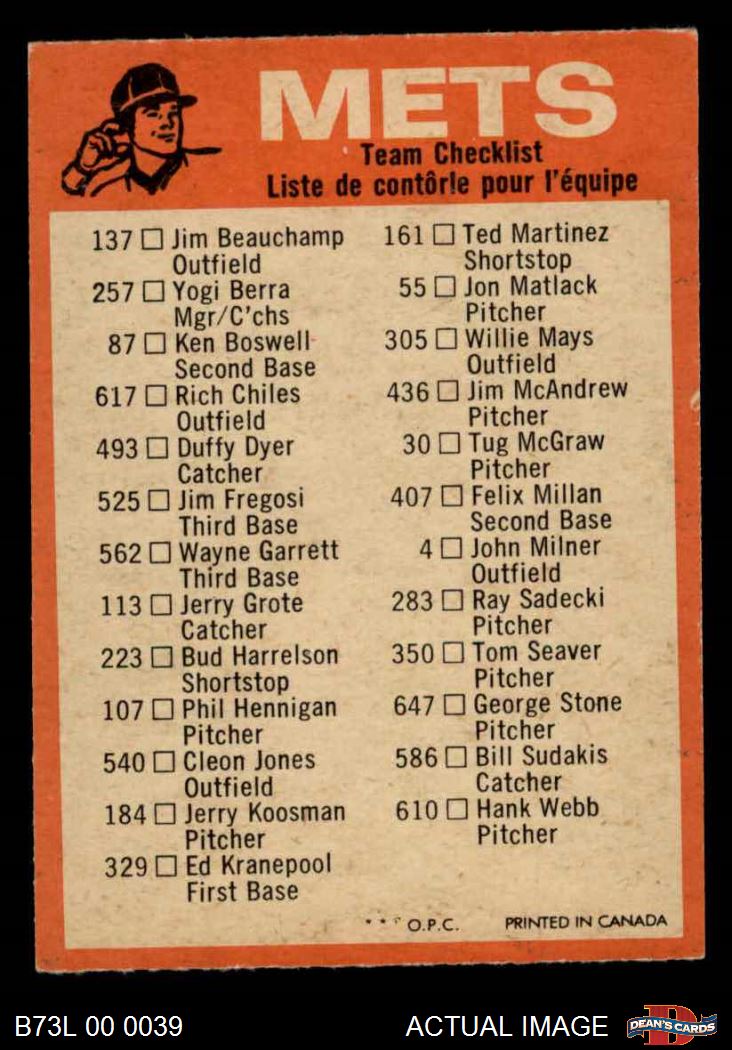 METS
Team Checklist
Liste de contôrle pour l'équipe
137 □ Jim Beauchamp
Outfield
257 □ Yogi Berra
Mgr/C'chs
87 □ Ken Boswell
Second Base
617 □ Rich Chiles
Outfield
493 □ Duffy Dyer
Catcher
525 □ Jim Fregosi
Third Base
562 □ Wayne Garrett
Third Base
113 □ Jerry Grote
Catcher
223 □ Bud Harrelson
Shortstop
107 □ Phil Hennigan
Pitcher
540 □ Cleon Jones
Outfield
184 □ Jerry Koosman
Pitcher
329 □ Ed Kranepool
First Base
161 □ Ted Martinez
Shortstop
55 □ Jon Matlack
Pitcher
305 □ Willie Mays
Outfield
436 □ Jim McAndrew
Pitcher
30 □ Tug McGraw
Pitcher
407 □ Felix Millan
Second Base
4 □ John Milner
Outfield
283 □ Ray Sadecki
Pitcher
350 □ Tom Seaver
Pitcher
647 □ George Stone
Pitcher
586 □ Bill Sudakis
Catcher
610 □ Hank Webb
Pitcher
* * * O.P.C. PRINTED IN CANADA
B73L 00 0039 ACTUAL IMAGE DEAN'S CARDS